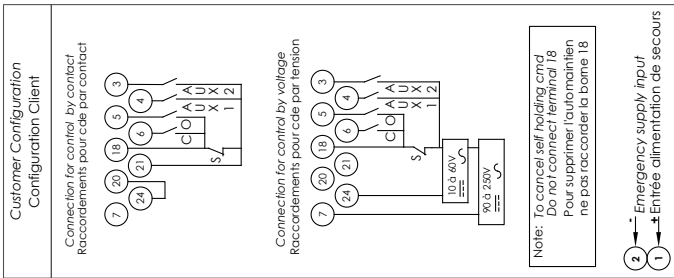 Customer Configuration
Configuration Client
Connection for control by contact
Raccordements pour cde par contact
7
20
24
18
21
5
6
3
4
C
O
A
U
X
1
A
U
X
2
S
Connection for control by voltage
Raccordements pour cde par tension
7
20
24
18
21
5
6
3
4
C
O
A
U
X
1
A
U
X
2
S
10 à 60V
90 à 250V
Note: To cancel self holding cmd
Do not connect terminal 18
Pour supprimer l'automaintien
ne pas raccorder la borne 18
2 - Emergency supply input
1 ± Entrée alimentation de secours